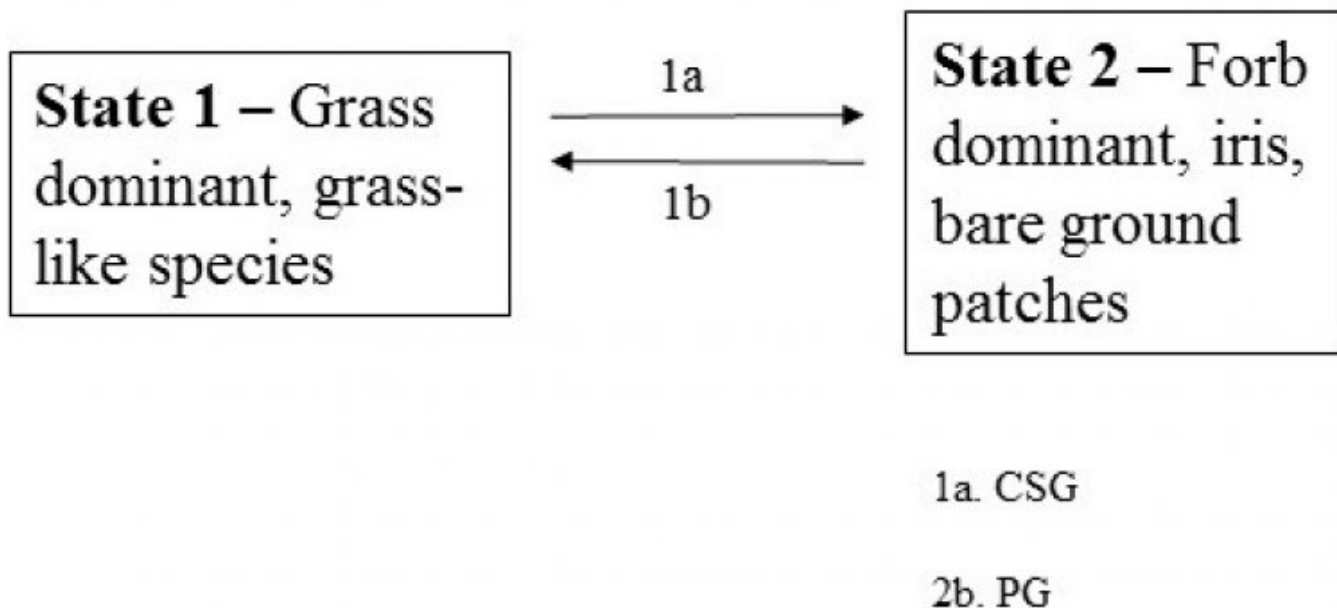 State 1 – Grass
dominant, grass-
like species
1a
1b
State 2 – Forb
dominant, iris,
bare ground
patches
1a. CSG
2b. PG